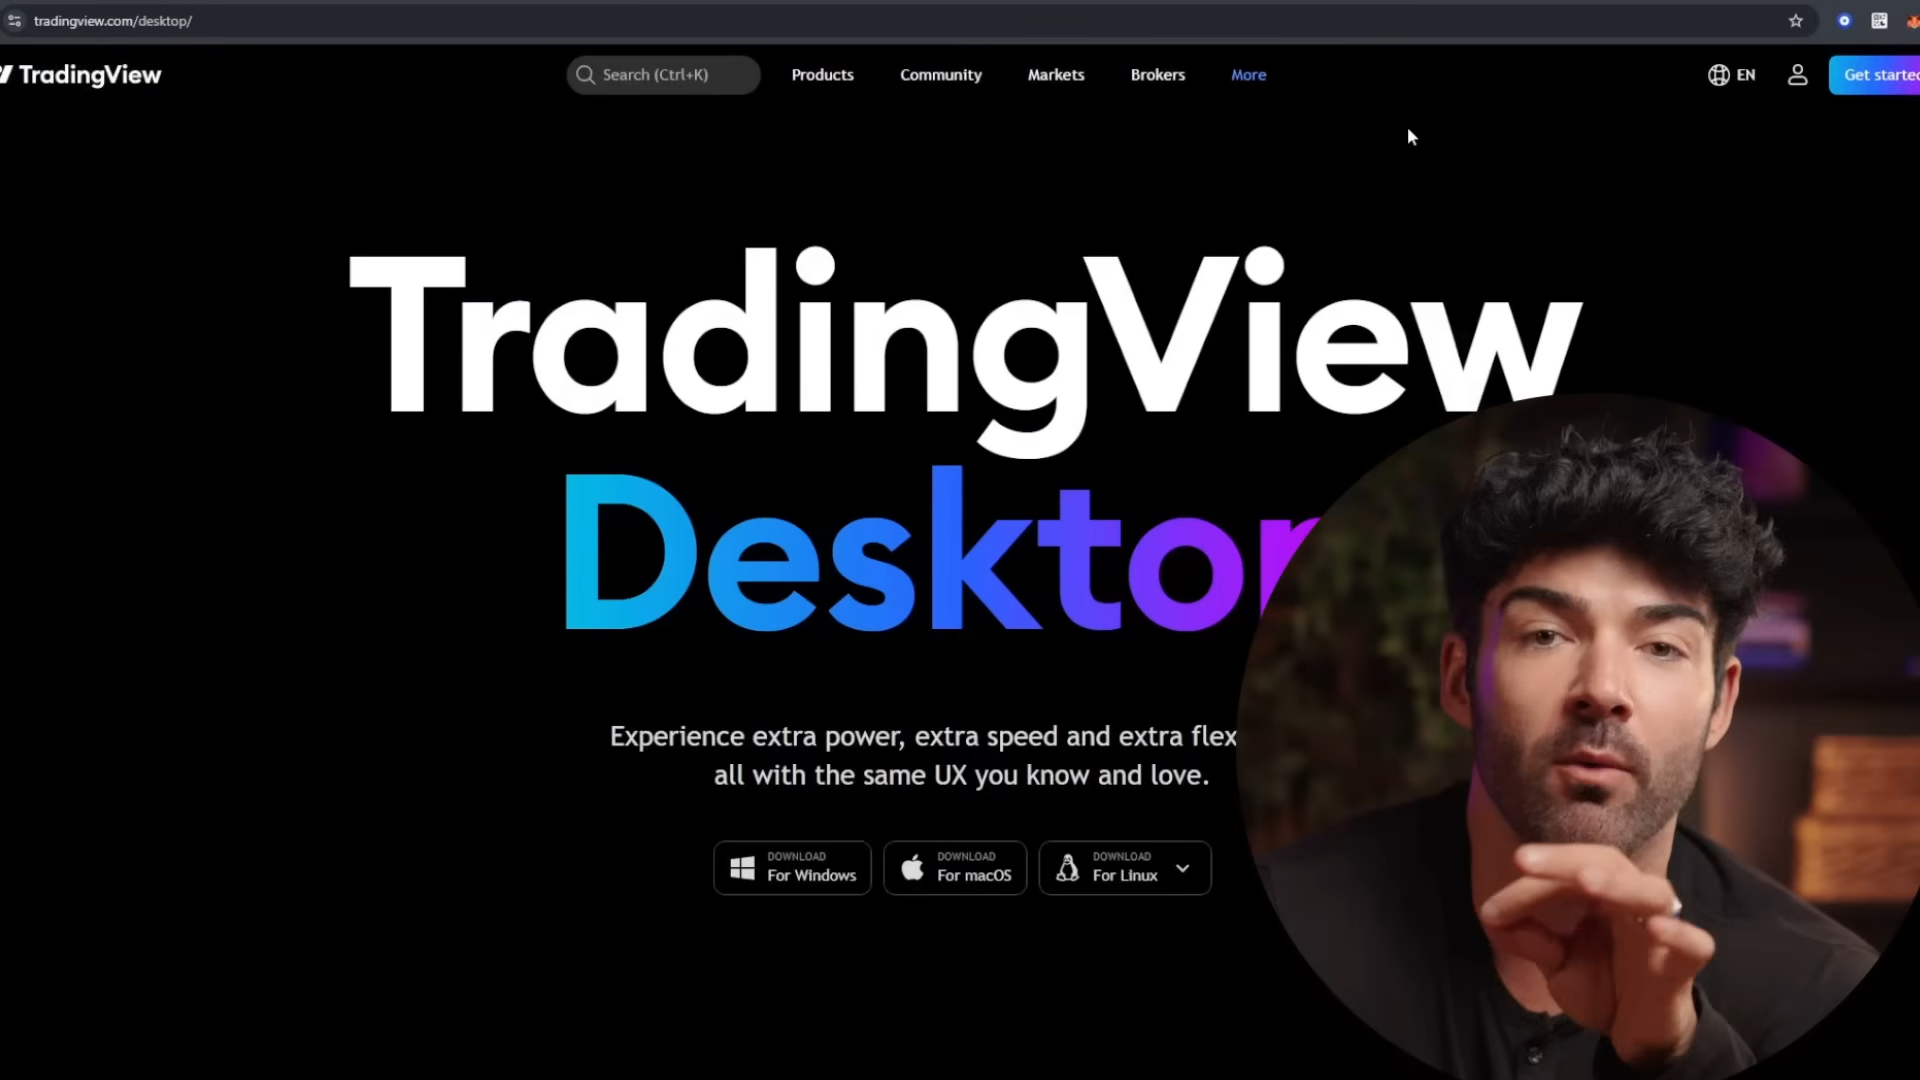 tradingview.com/desktop/
TradingView
Search (Ctrl+K)
Products
Community
Markets
Brokers
More
EN
Get started
TradingView
Desktop
Experience extra power, extra speed and extra flex
all with the same UX you know and love.
DOWNLOAD
For Windows
DOWNLOAD
For macOS
DOWNLOAD
For Linux